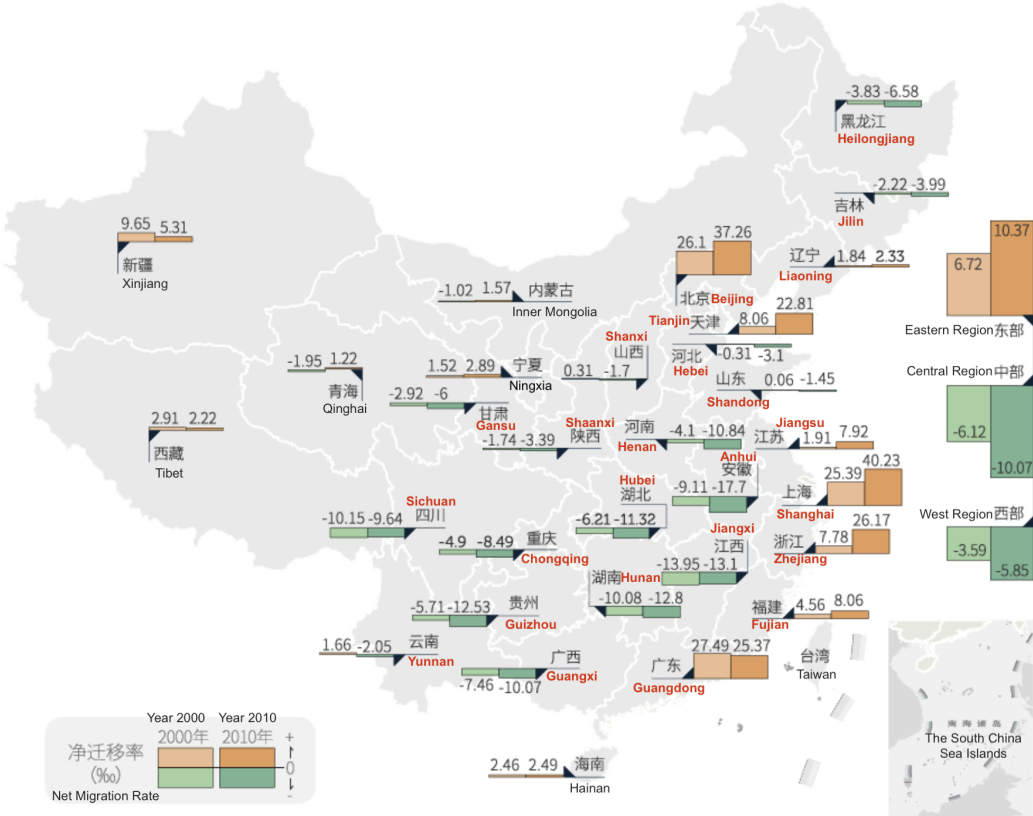 -3.83 -6.58
黑龙江
Heilongjiang
-2.22 -3.99
吉林
Jilin
9.65 5.31
新疆
Xinjiang
26.1 37.26
北京 Beijing
辽宁 1.84 2.33
Liaoning
10.37
6.72
Eastern Region 东部
-1.02 1.57 内蒙古
Inner Mongolia
Tianjin 天津 8.06 22.81
Shanxi
山西
0.31 -1.7
河北 -0.31 -3.1
Hebei
-1.95 1.22
青海
Qinghai
1.52 2.89 宁夏
Ningxia
山东 0.06 -1.45
Shandong
Central Region 中部
-6.12
-10.07
-2.92 -6
甘肃
Gansu
2.91 2.22
西藏
Tibet
Shaanxi
-1.74 -3.39 陕西
河南 -4.1 -10.84
Henan
Jiangsu
江苏 1.91 7.92
Anhui
安徽
-9.11 -17.7
Hubei
湖北
-6.21 -11.32
上海 25.39 40.23
Shanghai
West Region 西部
-3.59
-5.85
Sichuan
-10.15 -9.64 四川
-4.9 -8.49 重庆
Chongqing
Jiangxi
江西
-13.95 -13.1
浙江 7.78 26.17
Zhejiang
湖南 Hunan
-10.08 -12.8
-5.71 -12.53 贵州
Guizhou
福建 4.56 8.06
Fujian
1.66 -2.05 云南
Yunnan
广西
Guangxi
-7.46 -10.07
广东 27.49 25.37
Guangdong
台湾
Taiwan
南海诸岛
The South China
Sea Islands
2.46 2.49 海南
Hainan
Year 2000 Year 2010
2000年 2010年 +
净迁移率 0
(‰) -
Net Migration Rate